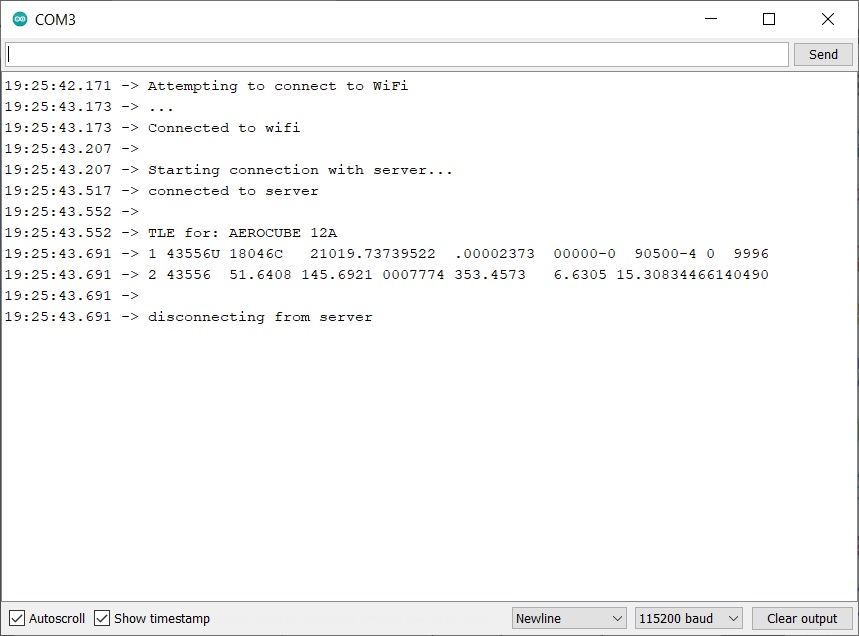 COM3
Send
19:25:42.171 -> Attempting to connect to WiFi
19:25:43.173 -> ...
19:25:43.173 -> Connected to wifi
19:25:43.207 ->
19:25:43.207 -> Starting connection with server...
19:25:43.517 -> connected to server
19:25:43.552 ->
19:25:43.552 -> TLE for: AEROCUBE 12A
19:25:43.691 -> 1 43556U 18046C   21019.73739522  .00002373  00000-0  90500-4 0  9996
19:25:43.691 -> 2 43556  51.6408 145.6921 0007774 353.4573   6.6305 15.30834466140490
19:25:43.691 ->
19:25:43.691 -> disconnecting from server
Autoscroll Show timestamp Newline 115200 baud Clear output